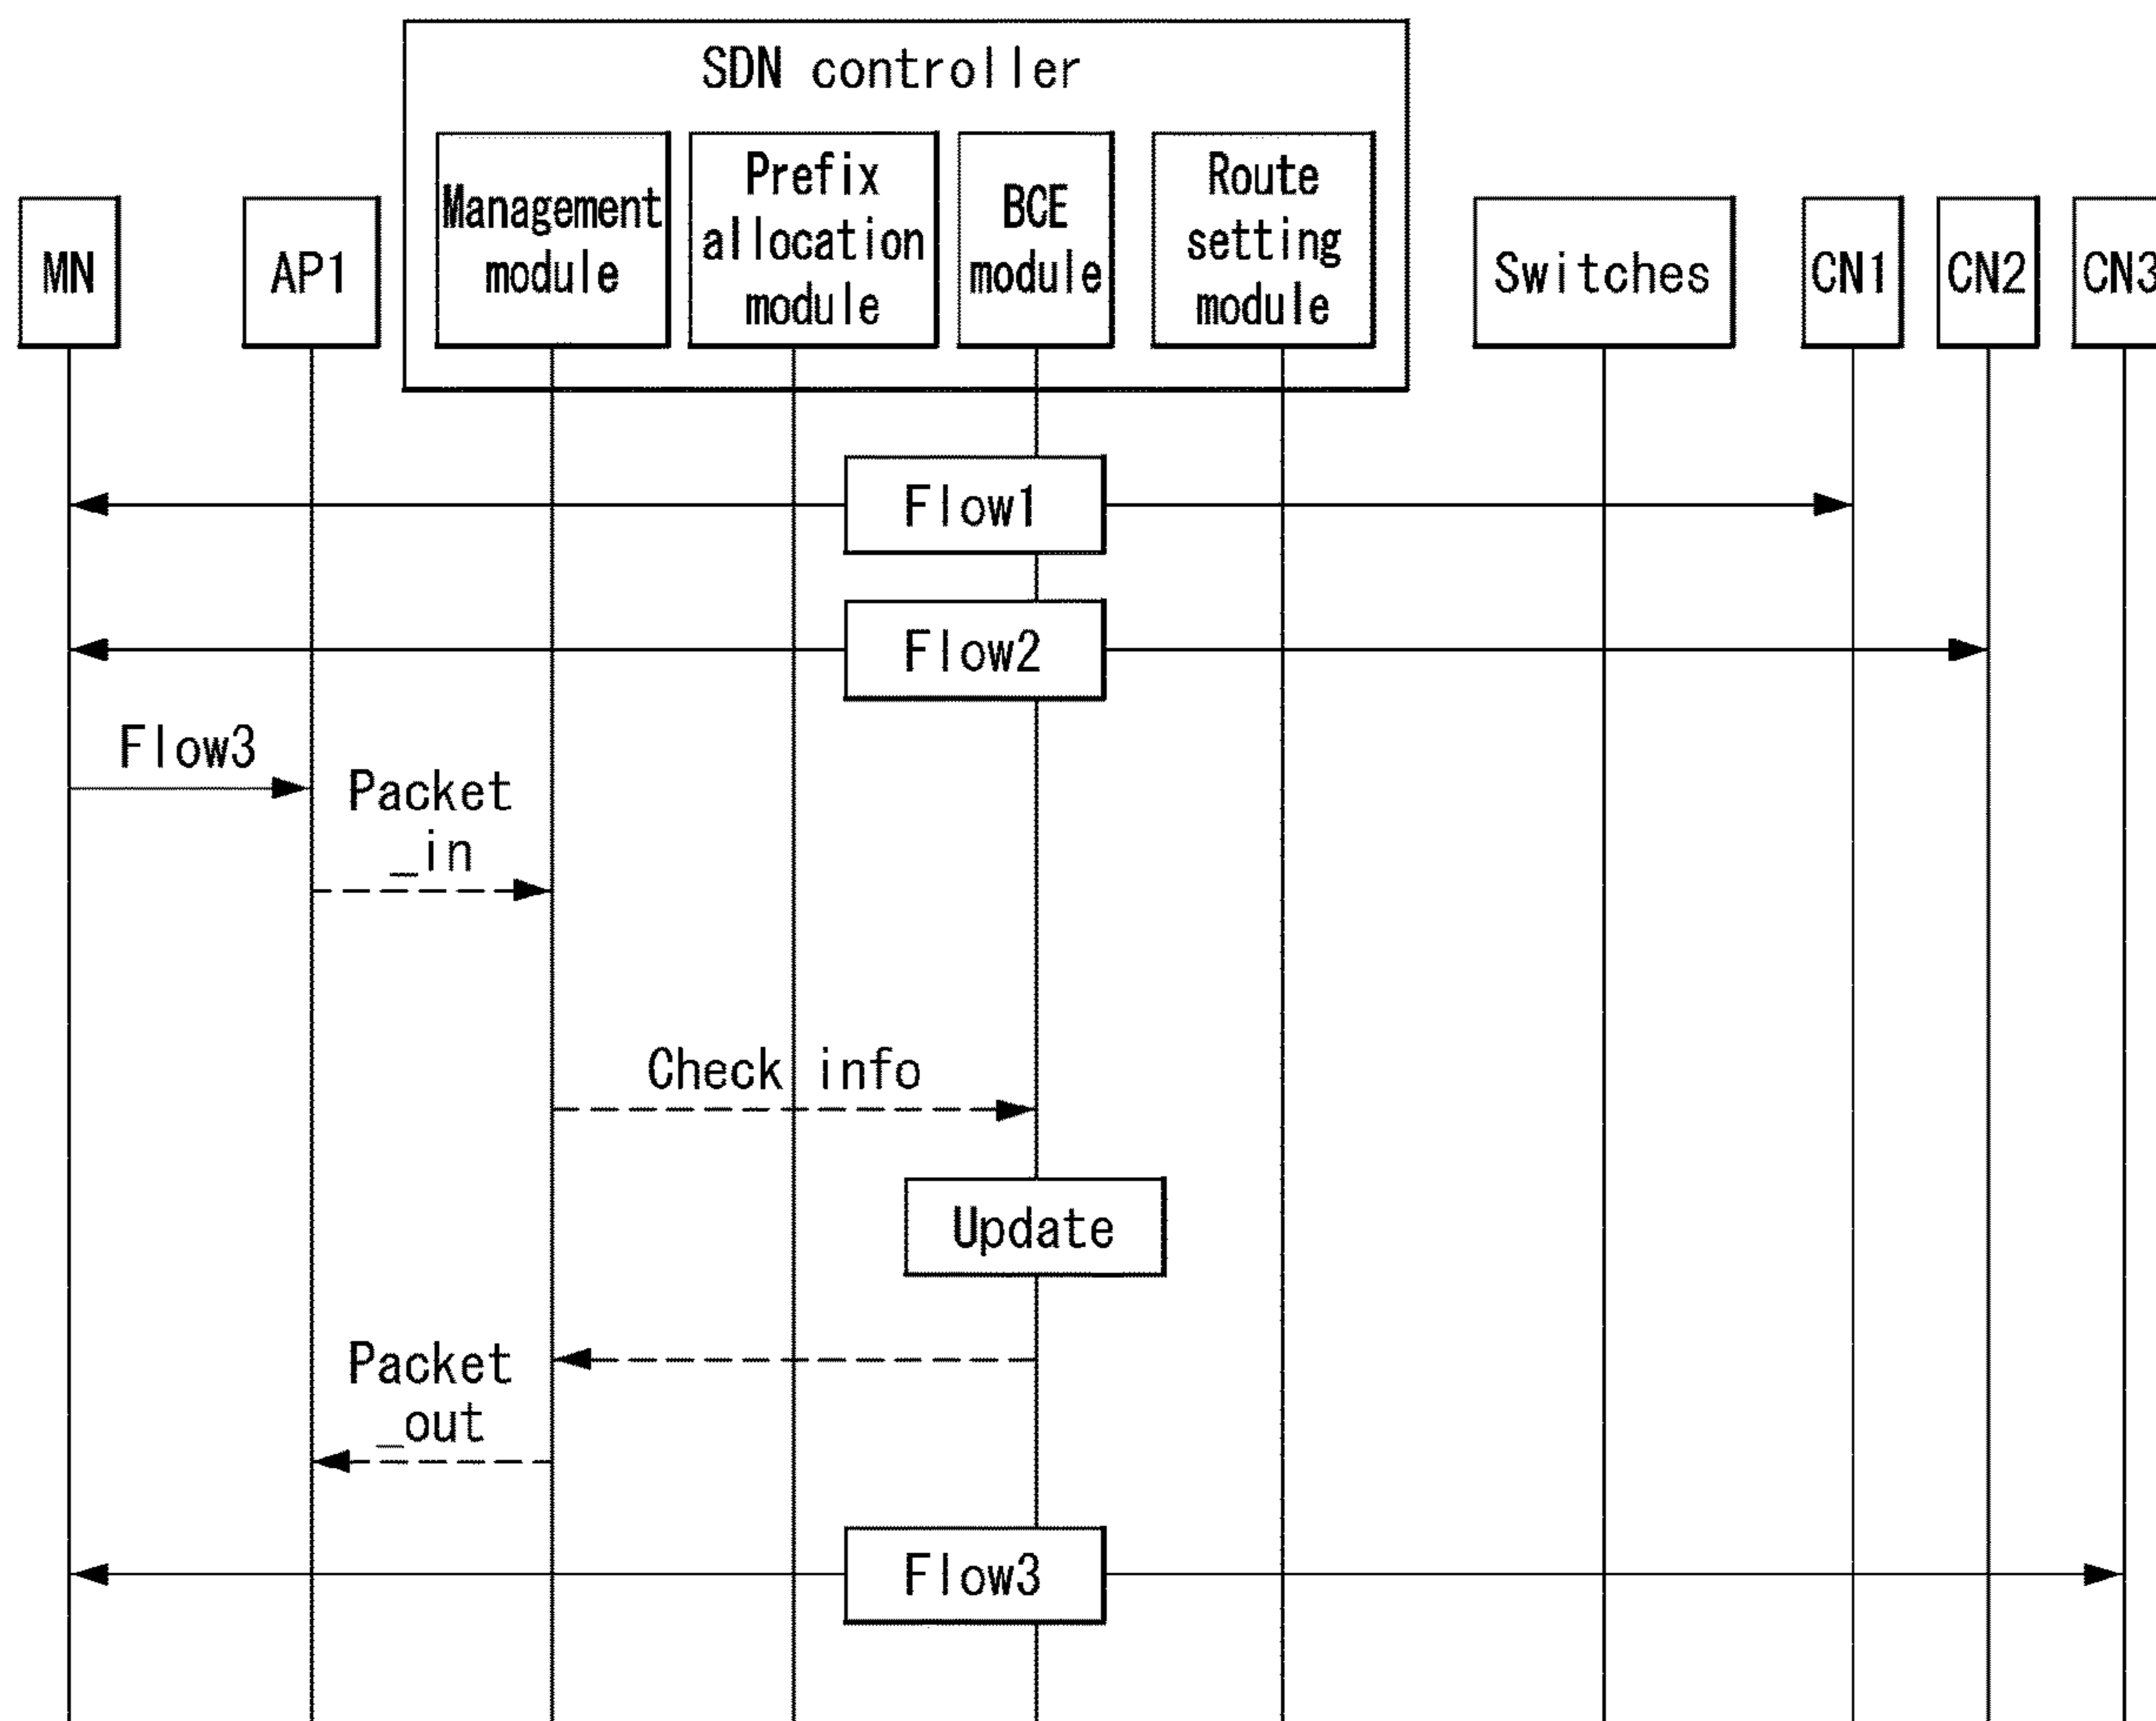 SDN controller
Management
module
Prefix
allocation
module
BCE
module
Route
setting
module
MN
AP1
Switches
CN1
CN2
CN3
Flow1
Flow2
Flow3
Packet
_in
Check info
Update
Packet
_out
Flow3